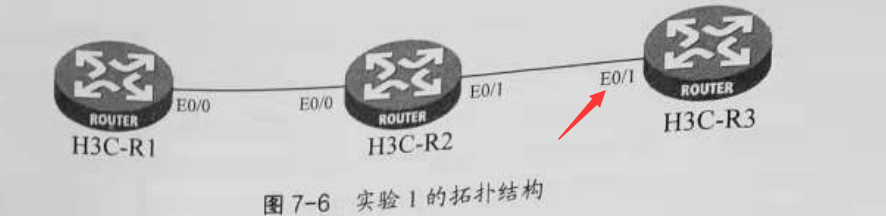 ROUTER
H3C-R1
E0/0
E0/0
ROUTER
H3C-R2
E0/1
E0/1
ROUTER
H3C-R3
图 7-6 实验 1 的拓扑结构